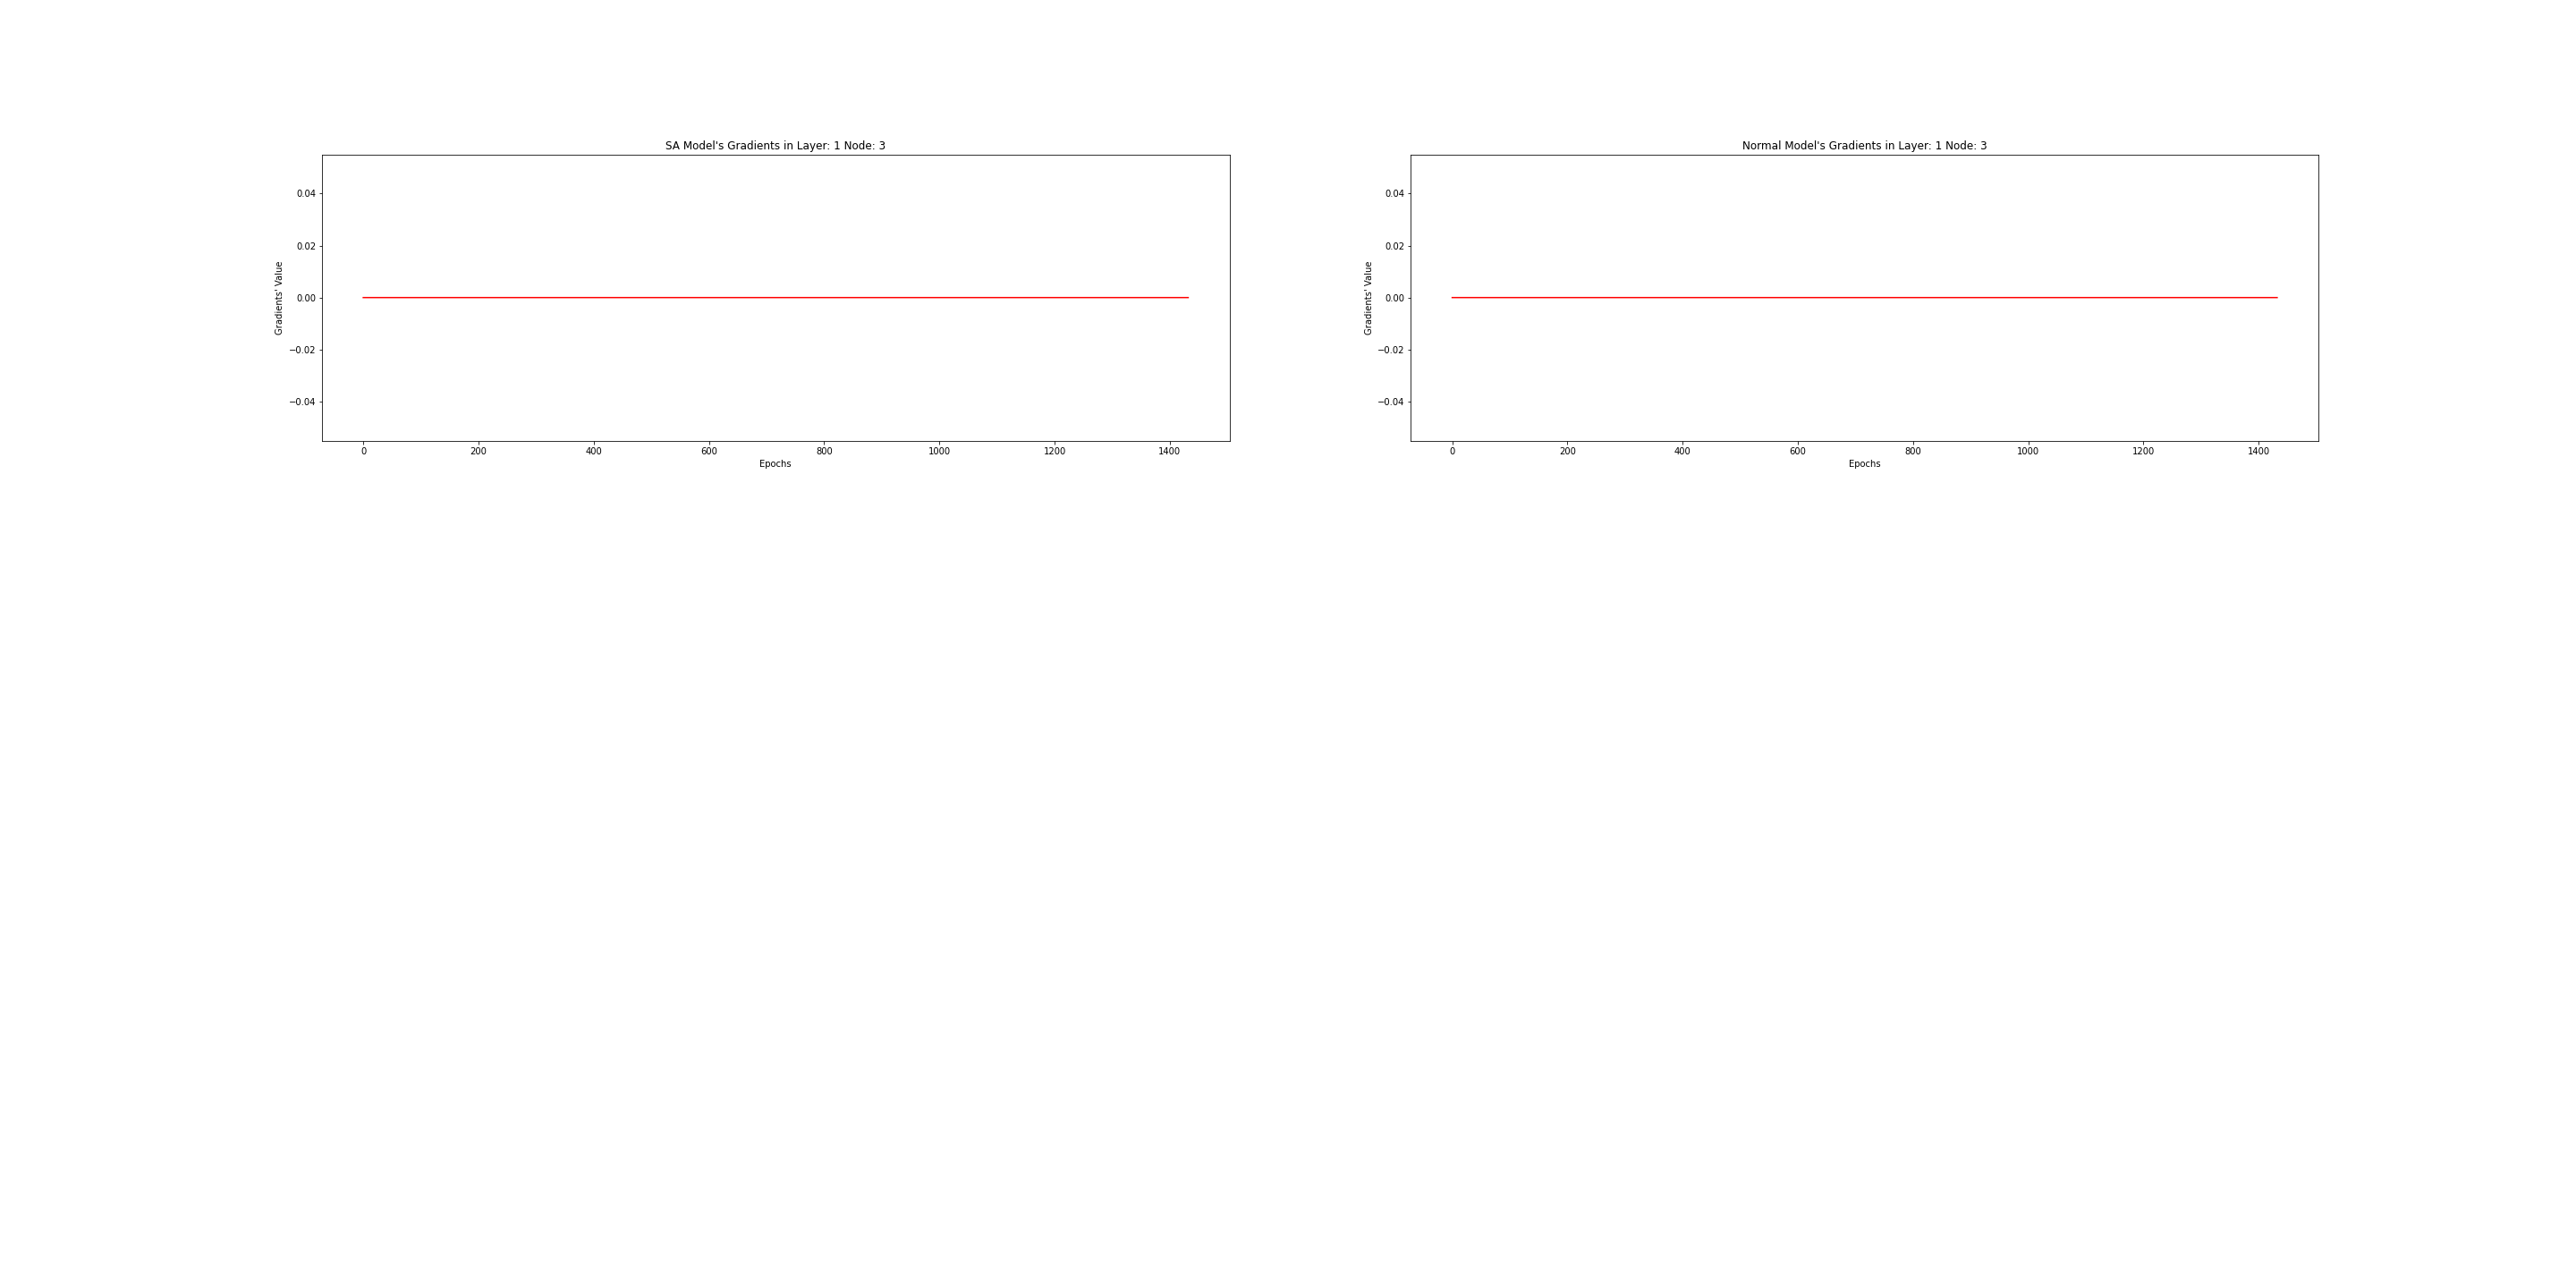 SA Model's Gradients in Layer: 1 Node: 3
0.04
0.02
0.00
−0.02
−0.04
Gradients' Value
0 200 400 600 800 1000 1200 1400
Epochs
Normal Model's Gradients in Layer: 1 Node: 3
0.04
0.02
0.00
−0.02
−0.04
Gradients' Value
0 200 400 600 800 1000 1200 1400
Epochs